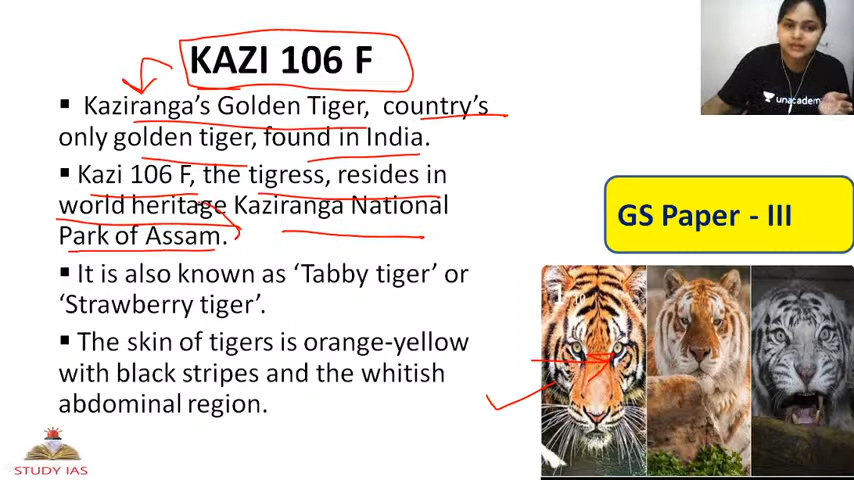 KAZI 106 F
▪ Kaziranga's Golden Tiger, country's
only golden tiger, found in India.
▪ Kazi 106 F, the tigress, resides in
world heritage Kaziranga National
Park of Assam.
▪ It is also known as ‘Tabby tiger’ or
‘Strawberry tiger’.
▪ The skin of tigers is orange-yellow
with black stripes and the whitish
abdominal region.
unacademy
GS Paper - III
STUDY IAS